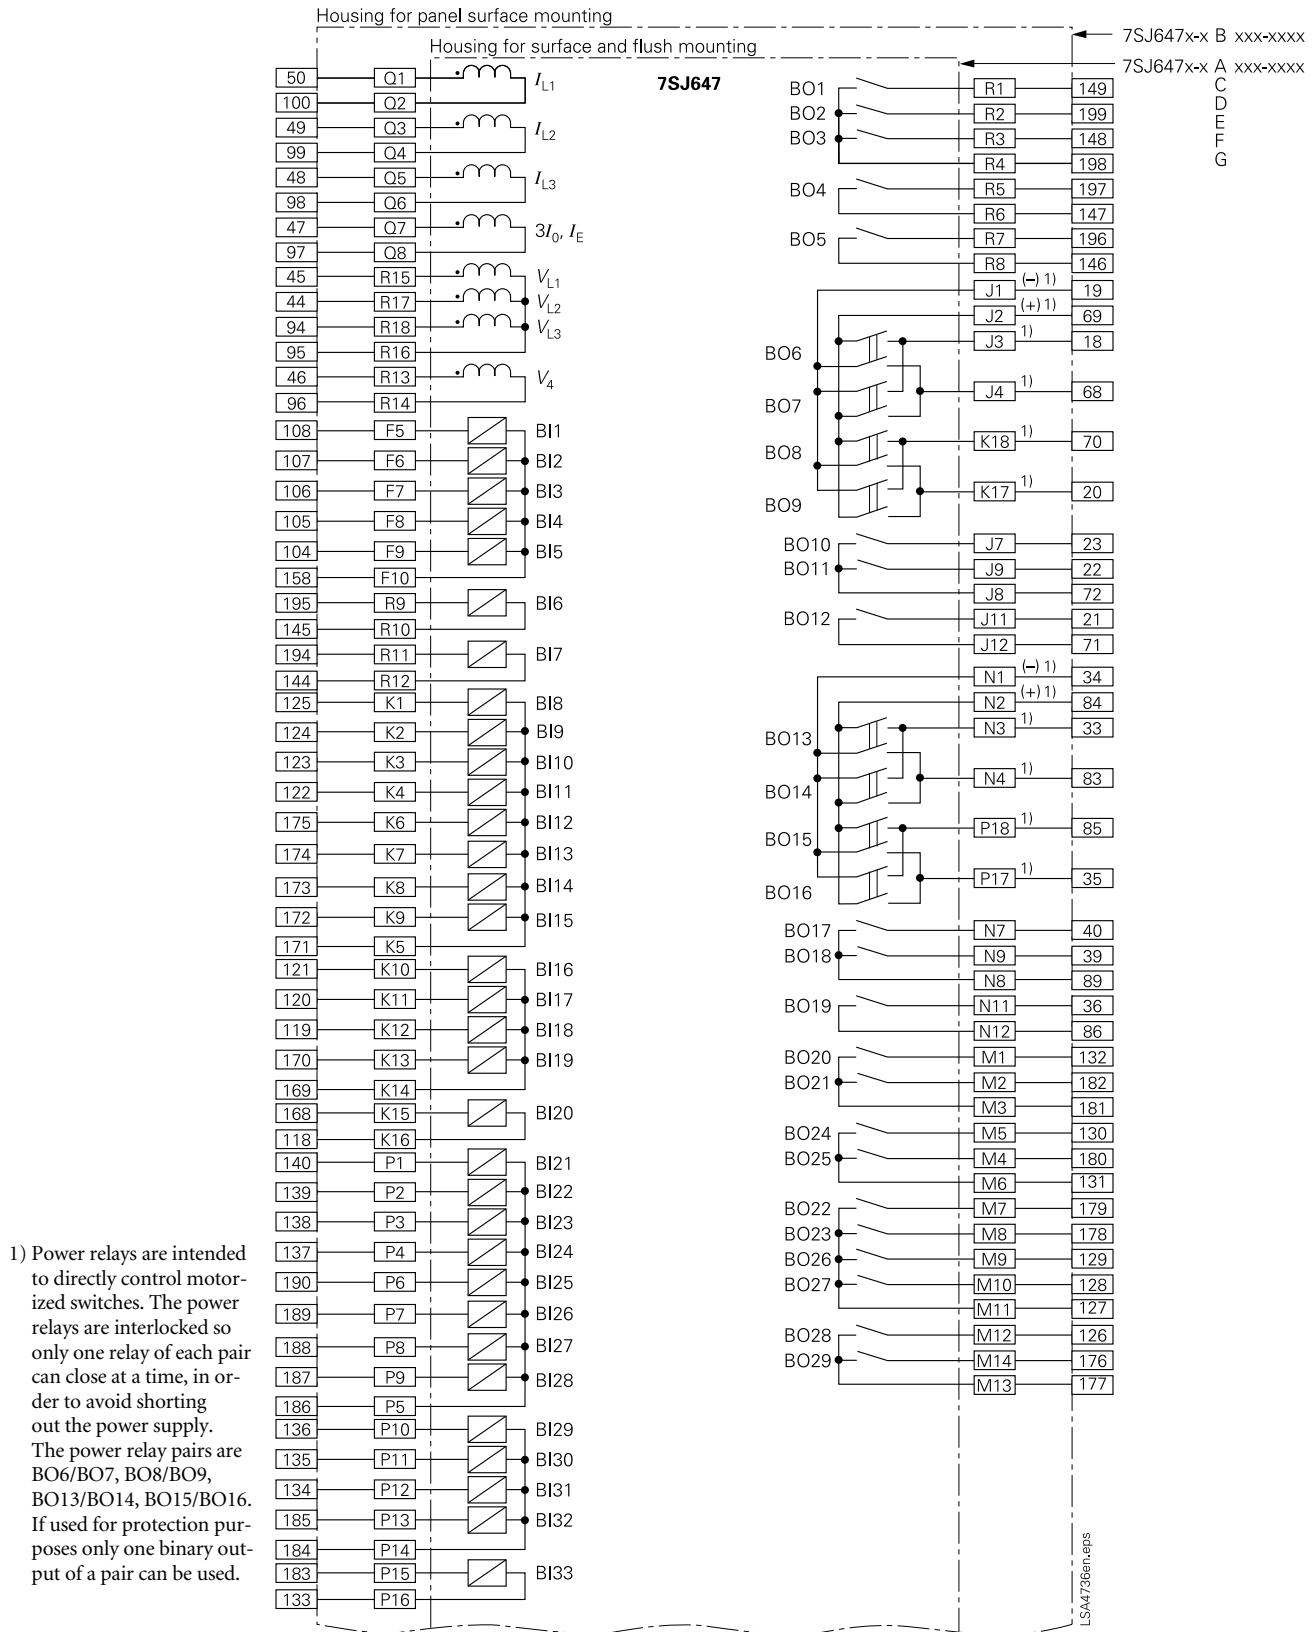 Housing for panel surface mounting
7SJ647x-x B xxx-xxxx
Housing for surface and flush mounting
7SJ647x-x A xxx-xxxx
C
D
E
F
G
7SJ647
50 Q1 I_L1
100 Q2
49 Q3 I_L2
99 Q4
48 Q5 I_L3
98 Q6
47 Q7 3I_0, I_E
97 Q8
45 R15 V_L1
44 R17 V_L2
94 R18 V_L3
95 R16
46 R13 V_4
96 R14
108 F5 BI1
107 F6 BI2
106 F7 BI3
105 F8 BI4
104 F9 BI5
158 F10
195 R9 BI6
145 R10
194 R11 BI7
144 R12
125 K1 BI8
124 K2 BI9
123 K3 BI10
122 K4 BI11
175 K6 BI12
174 K7 BI13
173 K8 BI14
172 K9 BI15
171 K5
121 K10 BI16
120 K11 BI17
119 K12 BI18
170 K13 BI19
169 K14
168 K15 BI20
118 K16
140 P1 BI21
139 P2 BI22
138 P3 BI23
137 P4 BI24
190 P6 BI25
189 P7 BI26
188 P8 BI27
187 P9 BI28
186 P5
136 P10 BI29
135 P11 BI30
134 P12 BI31
185 P13 BI32
184 P14
183 P15 BI33
133 P16
BO1 R1 149
BO2 R2 199
BO3 R3 148
R4 198
BO4 R5 197
R6 147
BO5 R7 196
R8 146
J1 (–) 1) 19
J2 (+) 1) 69
J3 1) 18
BO6
J4 1) 68
BO7
K18 1) 70
BO8
K17 1) 20
BO9
BO10 J7 23
BO11 J9 22
J8 72
BO12 J11 21
J12 71
N1 (–) 1) 34
N2 (+) 1) 84
N3 1) 33
BO13
N4 1) 83
BO14
P18 1) 85
BO15
P17 1) 35
BO16
BO17 N7 40
BO18 N9 39
N8 89
BO19 N11 36
N12 86
BO20 M1 132
BO21 M2 182
M3 181
BO24 M5 130
BO25 M4 180
M6 131
BO22 M7 179
BO23 M8 178
BO26 M9 129
BO27 M10 128
M11 127
BO28 M12 126
BO29 M14 176
M13 177
1) Power relays are intended
to directly control motor-
ized switches. The power
relays are interlocked so
only one relay of each pair
can close at a time, in or-
der to avoid shorting
out the power supply.
The power relay pairs are
BO6/BO7, BO8/BO9,
BO13/BO14, BO15/BO16.
If used for protection pur-
poses only one binary out-
put of a pair can be used.
LSA4736en.eps